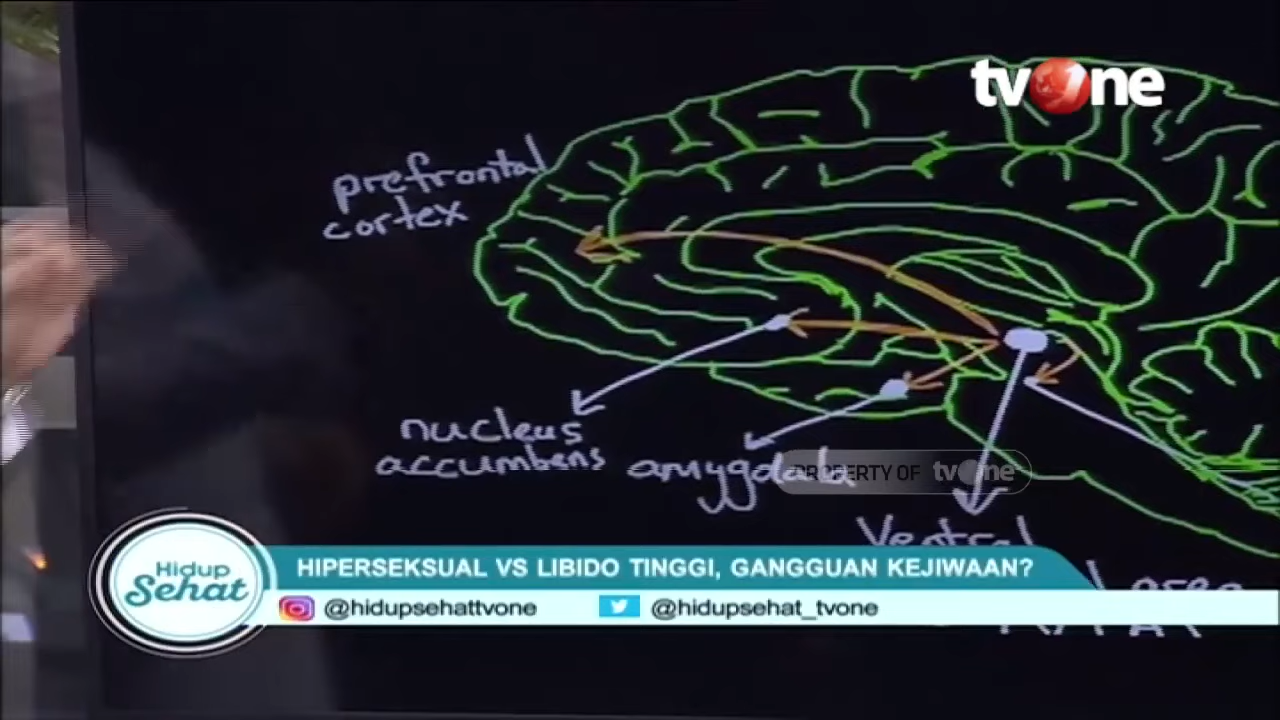 tvOne
prefrontal
cortex
nucleus
accumbens
amygdala
PROPERTY OF tvOne
Ventral
area
Hidup
Sehat
HIPERSEKSUAL VS LIBIDO TINGGI, GANGGUAN KEJIWAAN?
@hidupsehattvone
@hidupsehat_tvone